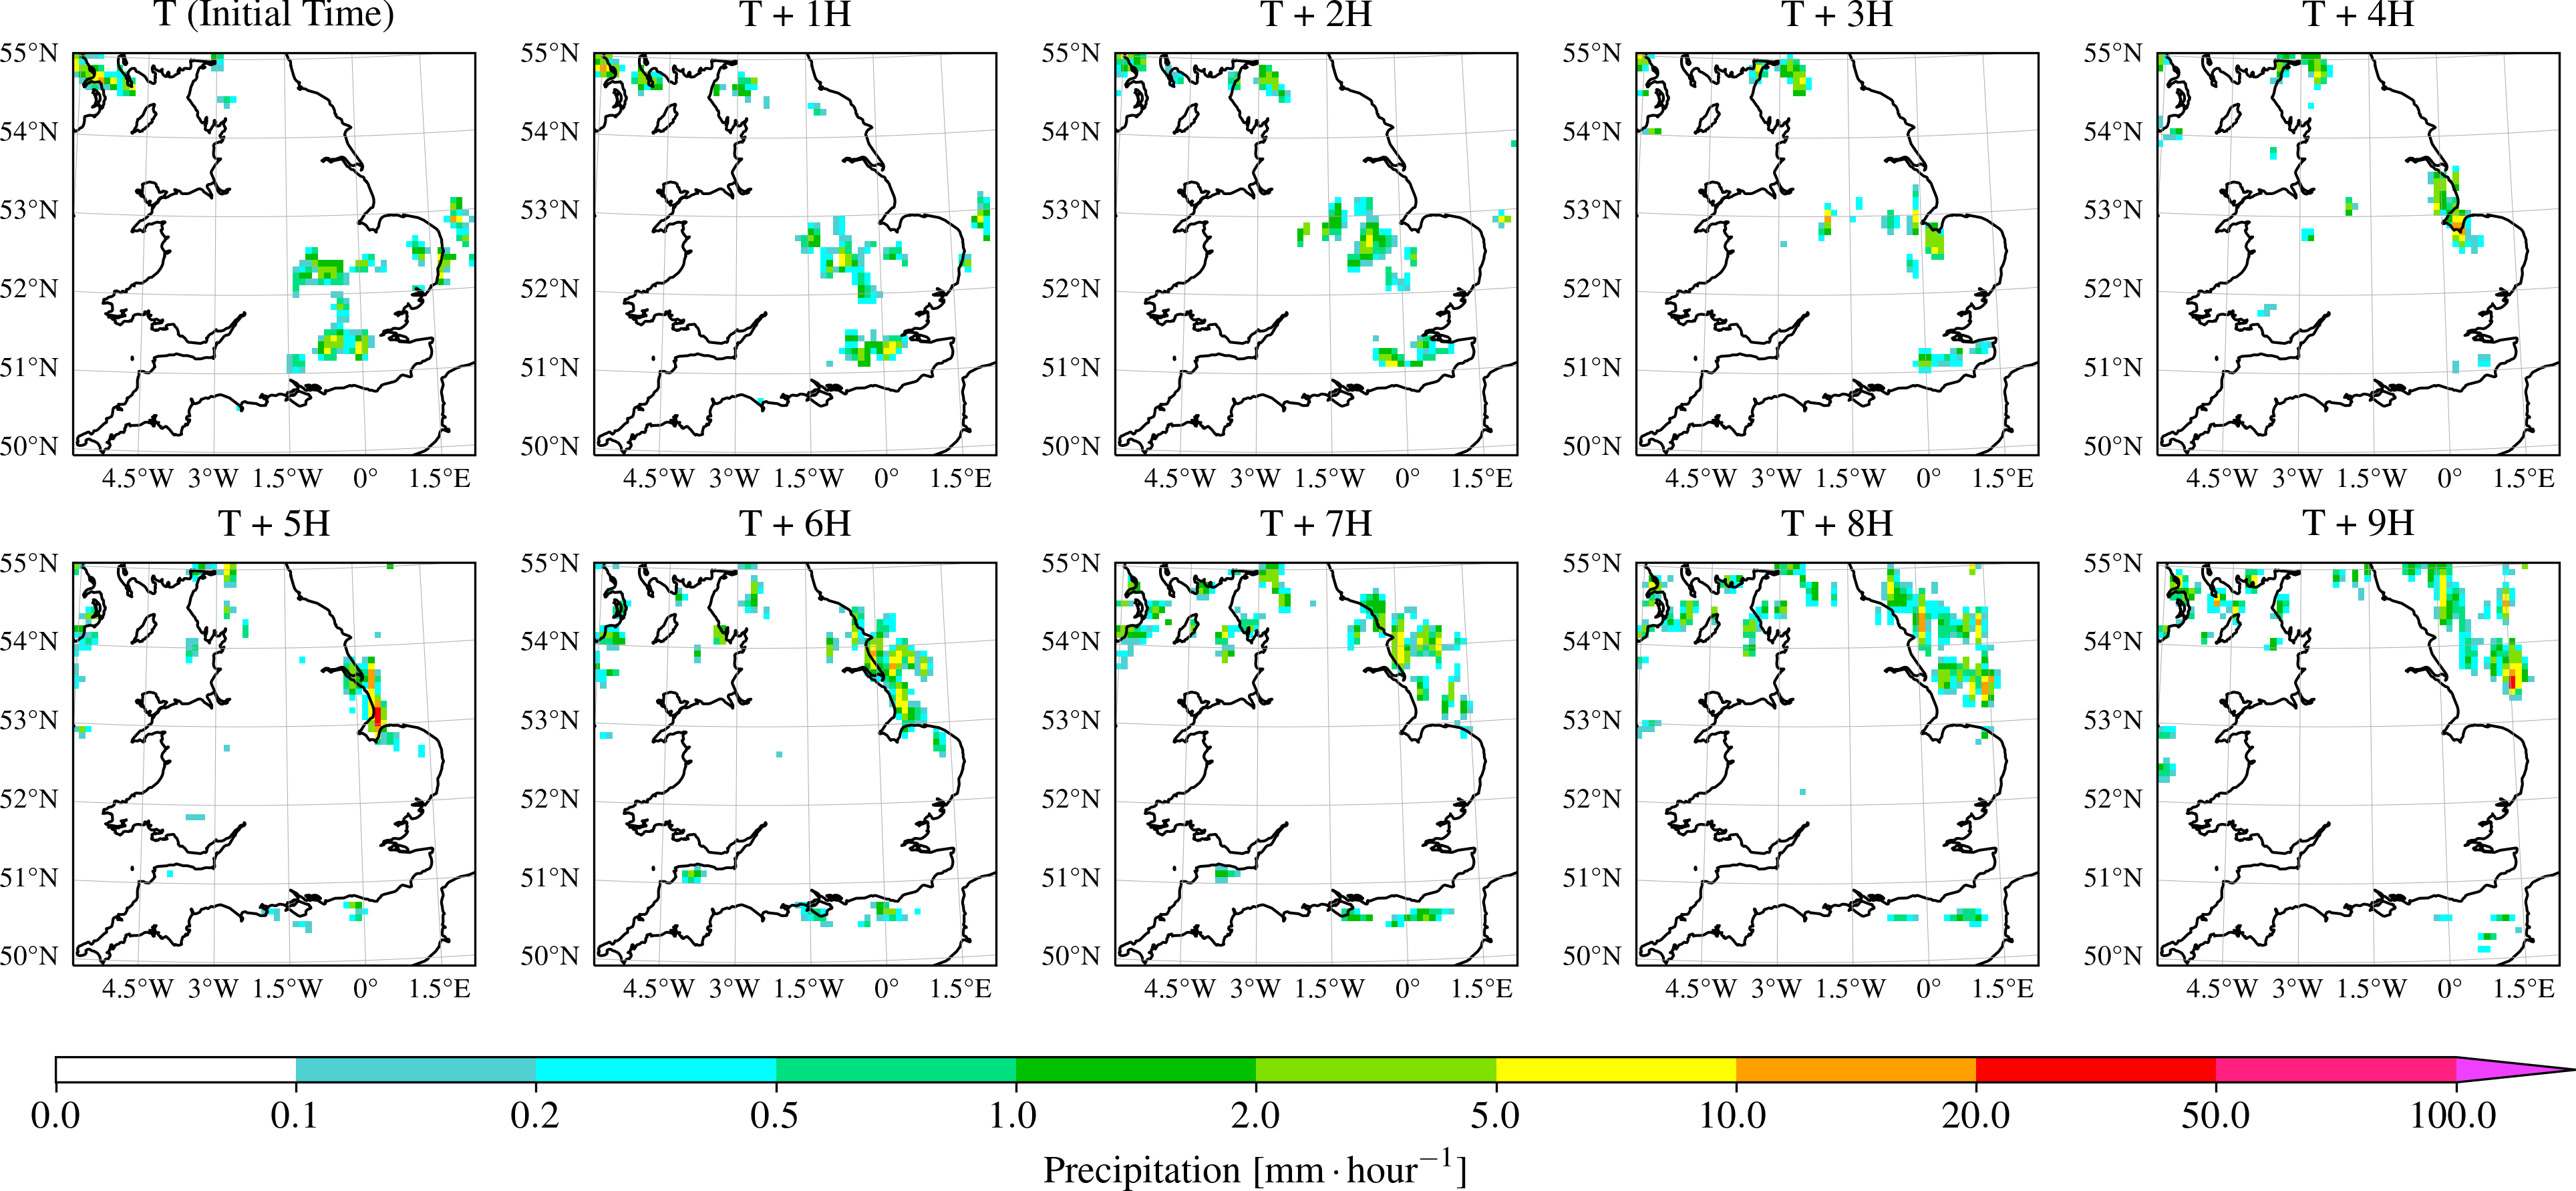 T (Initial Time) T + 1H T + 2H T + 3H T + 4H
55°N 55°N 55°N 55°N 55°N
54°N 54°N 54°N 54°N 54°N
53°N 53°N 53°N 53°N 53°N
52°N 52°N 52°N 52°N 52°N
51°N 51°N 51°N 51°N 51°N
50°N 50°N 50°N 50°N 50°N
4.5°W 3°W 1.5°W 0° 1.5°E 4.5°W 3°W 1.5°W 0° 1.5°E 4.5°W 3°W 1.5°W 0° 1.5°E 4.5°W 3°W 1.5°W 0° 1.5°E 4.5°W 3°W 1.5°W 0° 1.5°E
T + 5H T + 6H T + 7H T + 8H T + 9H
55°N 55°N 55°N 55°N 55°N
54°N 54°N 54°N 54°N 54°N
53°N 53°N 53°N 53°N 53°N
52°N 52°N 52°N 52°N 52°N
51°N 51°N 51°N 51°N 51°N
50°N 50°N 50°N 50°N 50°N
4.5°W 3°W 1.5°W 0° 1.5°E 4.5°W 3°W 1.5°W 0° 1.5°E 4.5°W 3°W 1.5°W 0° 1.5°E 4.5°W 3°W 1.5°W 0° 1.5°E 4.5°W 3°W 1.5°W 0° 1.5°E
0.0 0.1 0.2 0.5 1.0 2.0 5.0 10.0 20.0 50.0 100.0
Precipitation [mm · hour⁻¹]